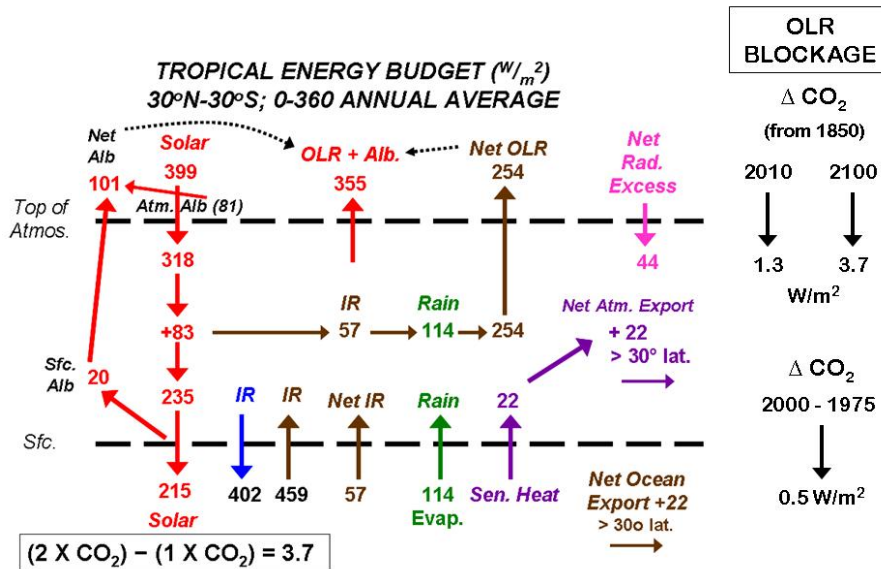 TROPICAL ENERGY BUDGET (W/m²)
30°N-30°S; 0-360 ANNUAL AVERAGE
Net
Alb
101
Solar
399
Atm. Alb (81)
OLR + Alb.
355
Net OLR
254
Net
Rad.
Excess
44
Top of
Atmos.
318
+83
IR
57
Rain
114
254
Net Atm. Export
+ 22
> 30° lat.
Sfc.
Alb
20
235
IR
IR
Net IR
Rain
22
Sfc.
215
Solar
402
459
57
114
Evap.
Sen. Heat
Net Ocean
Export +22
> 30o lat.
(2 X CO₂) – (1 X CO₂) = 3.7
OLR
BLOCKAGE
Δ CO₂
(from 1850)
2010 2100
1.3 3.7
W/m²
Δ CO₂
2000 - 1975
0.5 W/m²